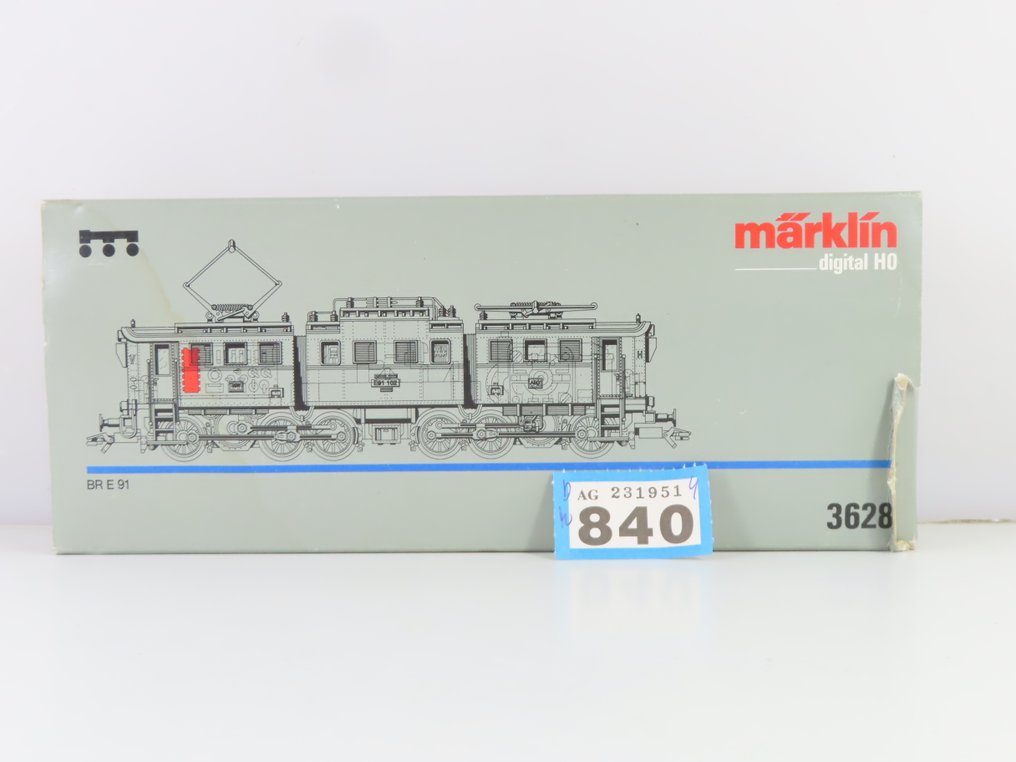 märklin
digital H0
E91 102
BR E 91
3628
AG 231951
840